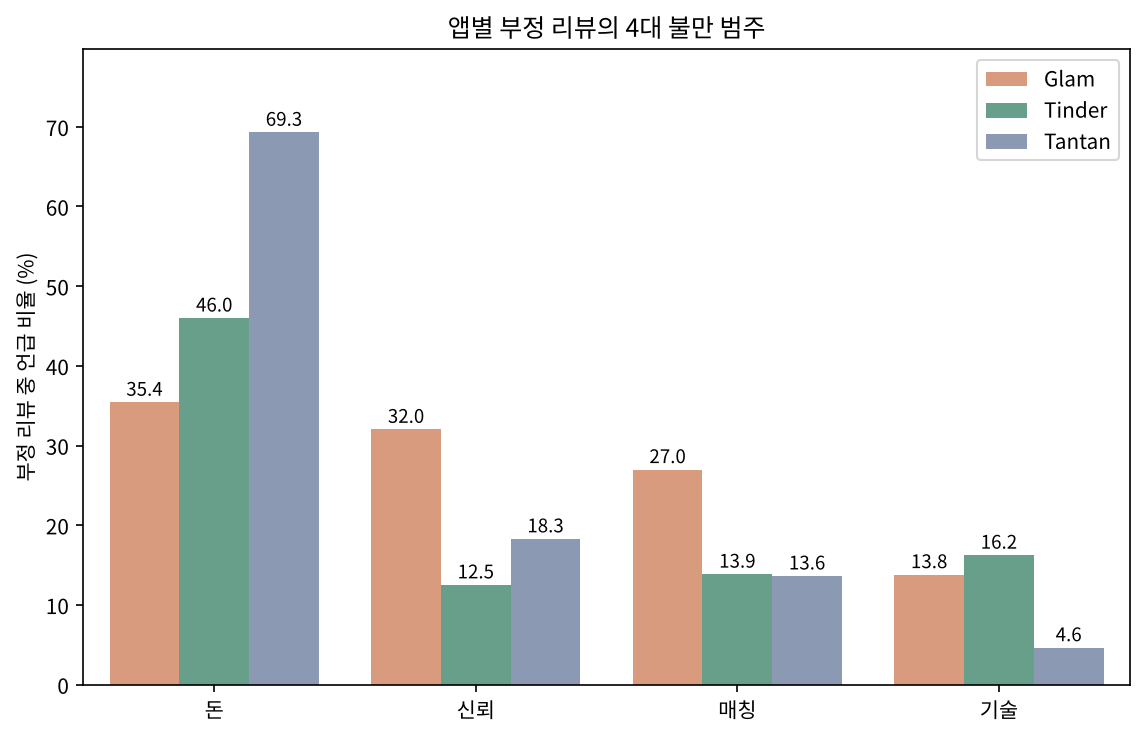 앱별 부정 리뷰의 4대 불만 범주
Glam
Tinder
Tantan
부정 리뷰 중 언급 비율 (%)
70
60
50
40
30
20
10
0
35.4
46.0
69.3
32.0
12.5
18.3
27.0
13.9
13.6
13.8
16.2
4.6
돈
신뢰
매칭
기술